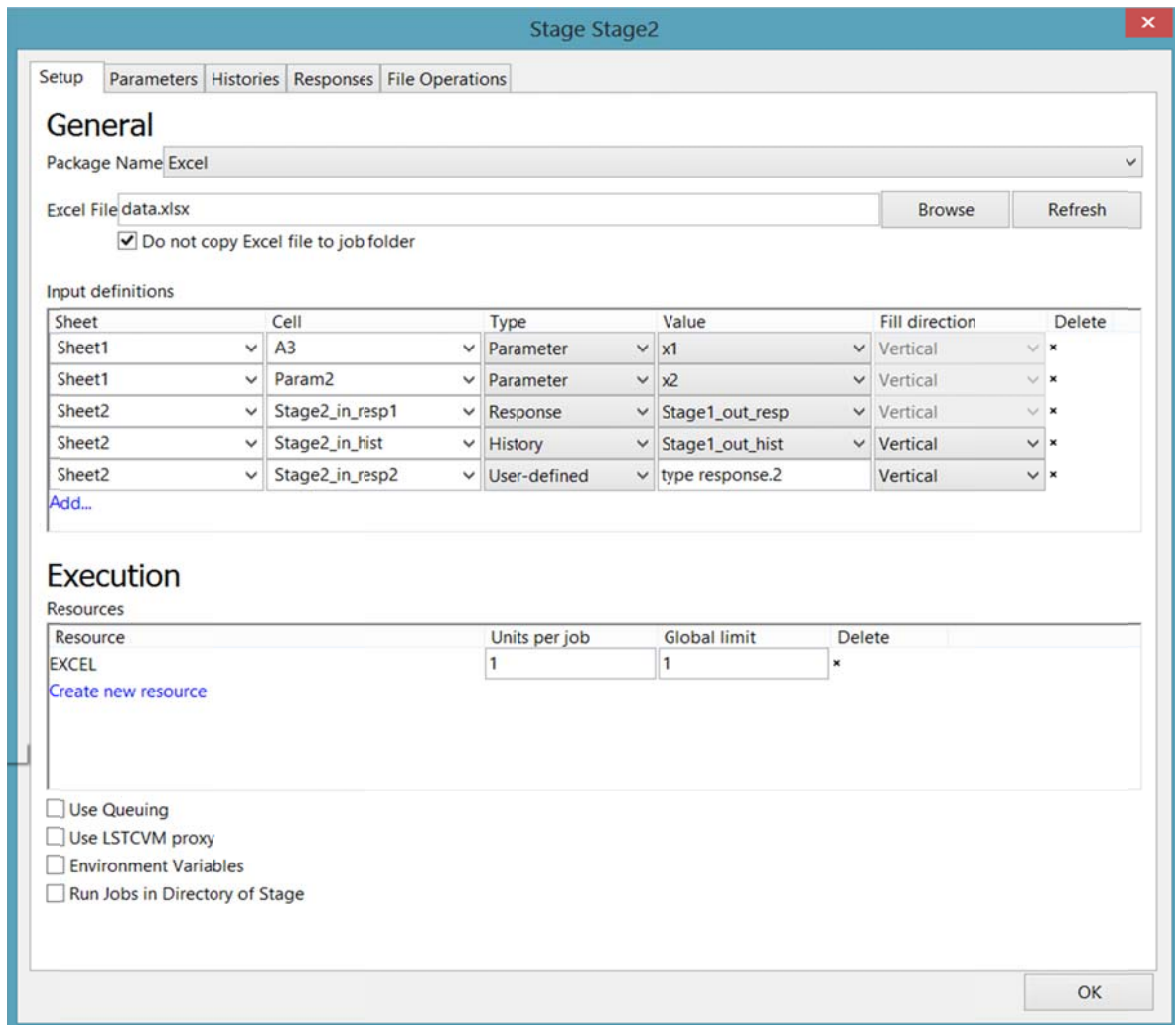 Stage Stage2
Setup Parameters Histories Responses File Operations
General
Package Name Excel
Excel File data.xlsx Browse Refresh
Do not copy Excel file to job folder
Input definitions
Sheet Cell Type Value Fill direction Delete
Sheet1 A3 Parameter x1 Vertical
Sheet1 Param2 Parameter x2 Vertical
Sheet2 Stage2_in_resp1 Response Stage1_out_resp Vertical
Sheet2 Stage2_in_hist History Stage1_out_hist Vertical
Sheet2 Stage2_in_resp2 User-defined type response.2 Vertical
Add...
Execution
Resources
Resource Units per job Global limit Delete
EXCEL 1 1
Create new resource
Use Queuing
Use LSTCVM proxy
Environment Variables
Run Jobs in Directory of Stage
OK